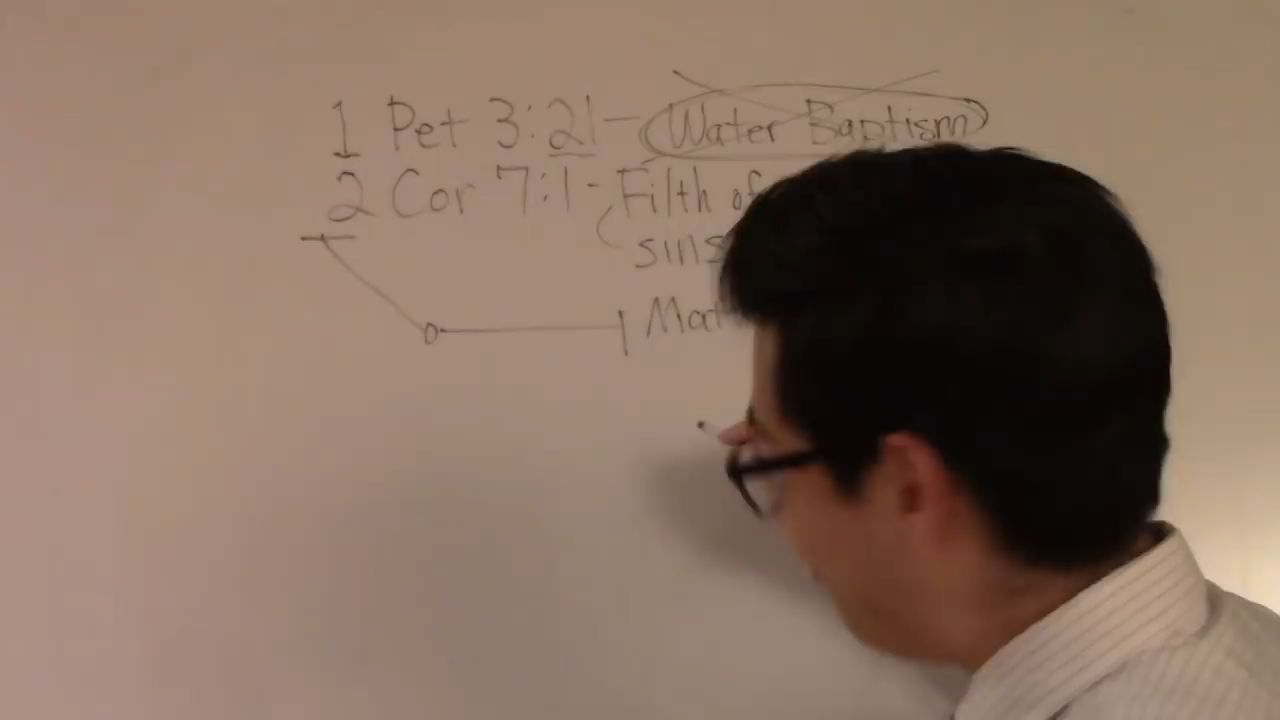 1 Pet 3:21 - Water Baptism
2 Cor 7:1 - Filth of
sins
Mat